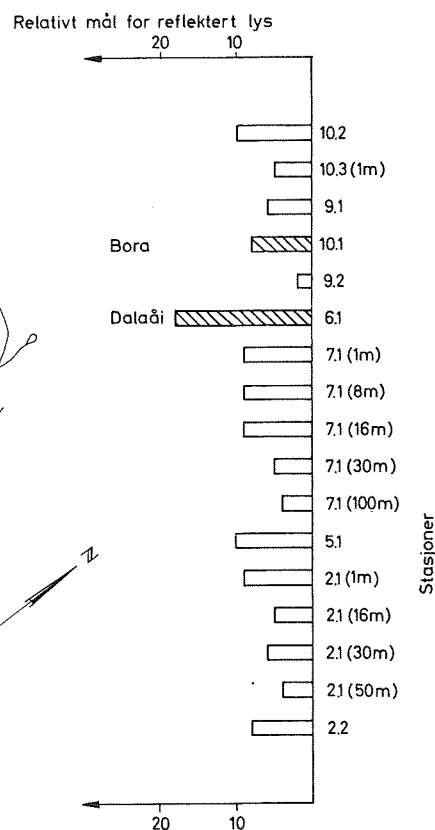 Relativt mål for reflektert lys
20 10
10.2
10.3 (1m)
9.1
Bora 10.1
9.2
Dalaåi 6.1
7.1 (1m)
7.1 (8m)
7.1 (16m)
7.1 (30m)
7.1 (100m)
5.1
2.1 (1m)
2.1 (16m)
2.1 (30m)
2.1 (50m)
2.2
Stasjoner
N
20 10